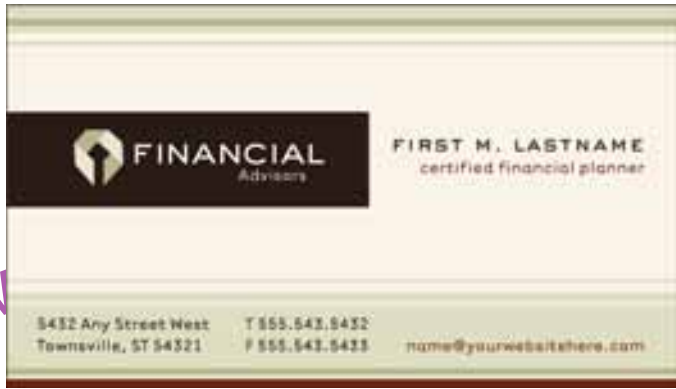 FINANCIAL
Advisors
FIRST M. LASTNAME
certified financial planner
5432 Any Street West
Townsville, ST 54321
T 555.543.5432
F 555.543.5433
name@yourwebsitehere.com